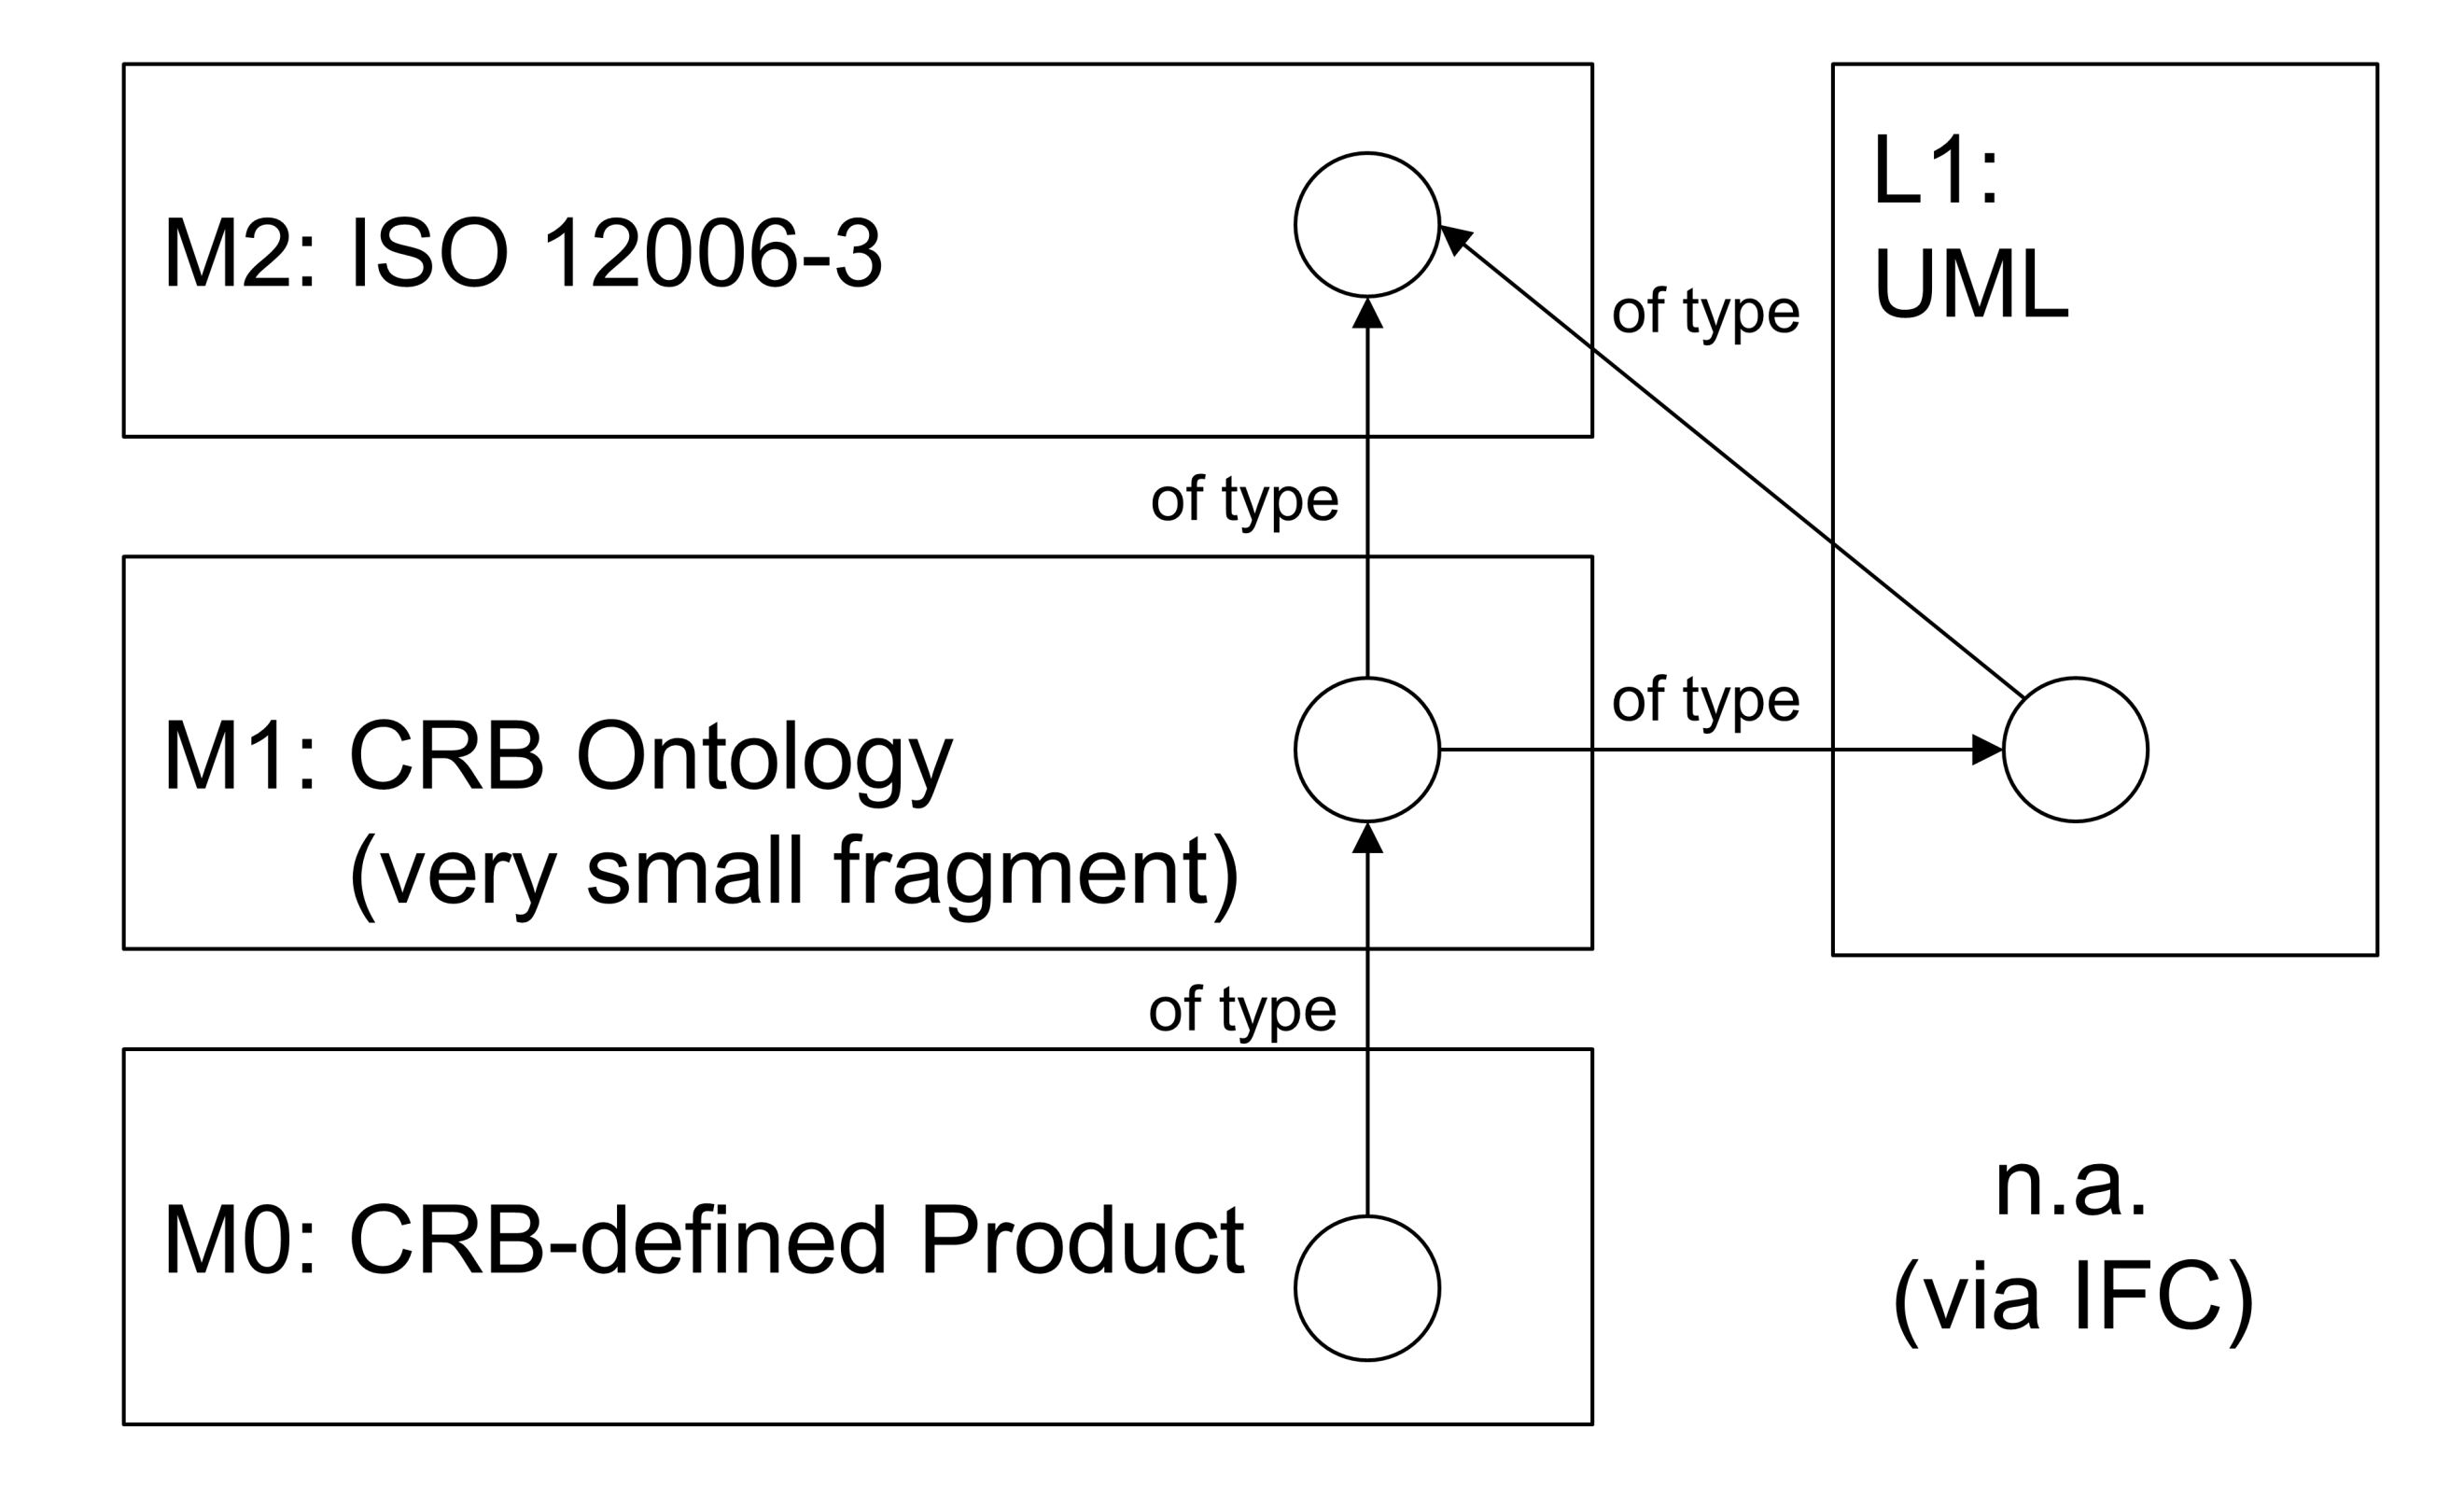 M2: ISO 12006-3
L1:
UML
of type
of type
M1: CRB Ontology
(very small fragment)
of type
of type
M0: CRB-defined Product
n.a.
(via IFC)